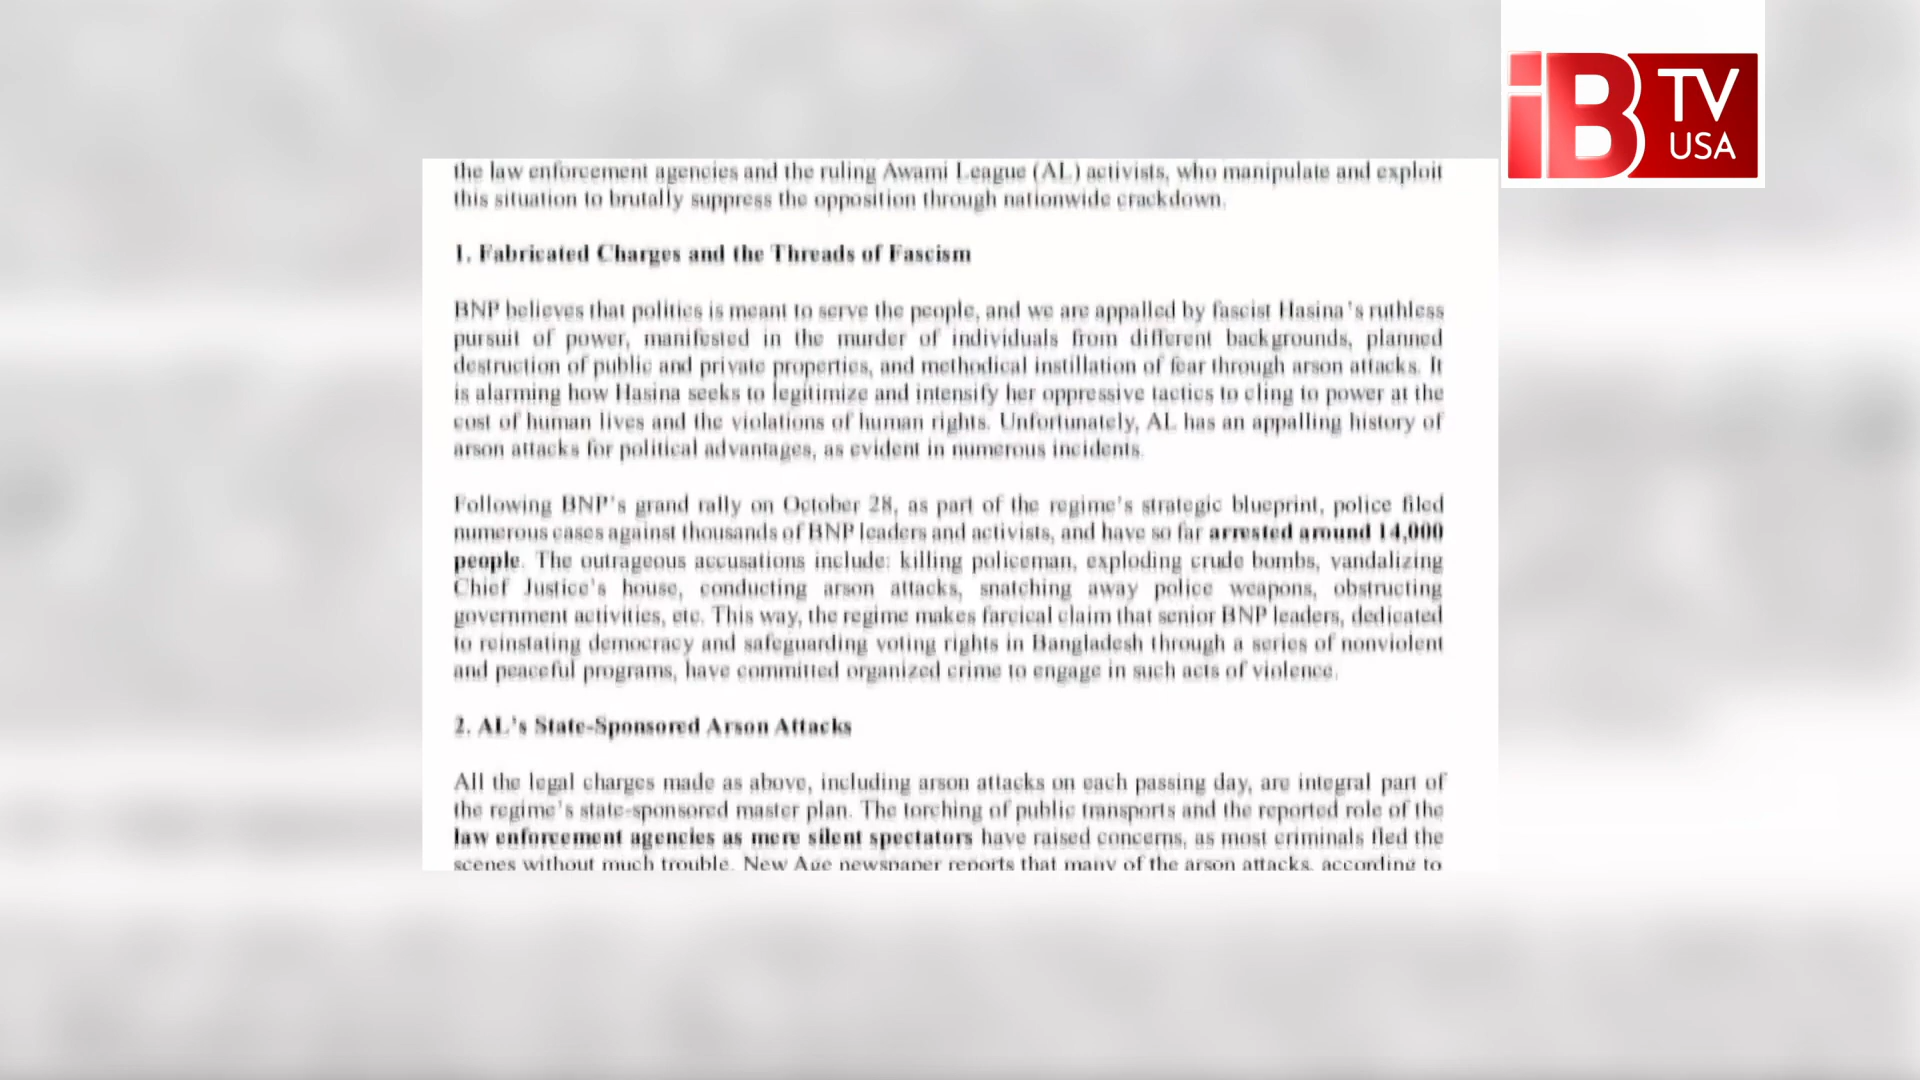 iB TV
USA
the law enforcement agencies and the ruling Awami League (AL) activists, who manipulate and exploit
this situation to brutally suppress the opposition through nationwide crackdown.
1. Fabricated Charges and the Threads of Fascism
BNP believes that politics is meant to serve the people, and we are appalled by fascist Hasina's ruthless
pursuit of power, manifested in the murder of individuals from different backgrounds, planned
destruction of public and private properties, and methodical instillation of fear through arson attacks. It
is alarming how Hasina seeks to legitimize and intensify her oppressive tactics to cling to power at the
cost of human lives and the violations of human rights. Unfortunately, AL has an appalling history of
arson attacks for political advantages, as evident in numerous incidents.
Following BNP's grand rally on October 28, as part of the regime's strategic blueprint, police filed
numerous cases against thousands of BNP leaders and activists, and have so far arrested around 14,000
people. The outrageous accusations include: killing policeman, exploding crude bombs, vandalizing
Chief Justice's house, conducting arson attacks, snatching away police weapons, obstructing
government activities, etc. This way, the regime makes farcical claim that senior BNP leaders, dedicated
to reinstating democracy and safeguarding voting rights in Bangladesh through a series of nonviolent
and peaceful programs, have committed organized crime to engage in such acts of violence.
2. AL's State-Sponsored Arson Attacks
All the legal charges made as above, including arson attacks on each passing day, are integral part of
the regime's state-sponsored master plan. The torching of public transports and the reported role of the
law enforcement agencies as mere silent spectators have raised concerns, as most criminals fled the
scenes without much trouble. New Age newspaper reports that many of the arson attacks, according to